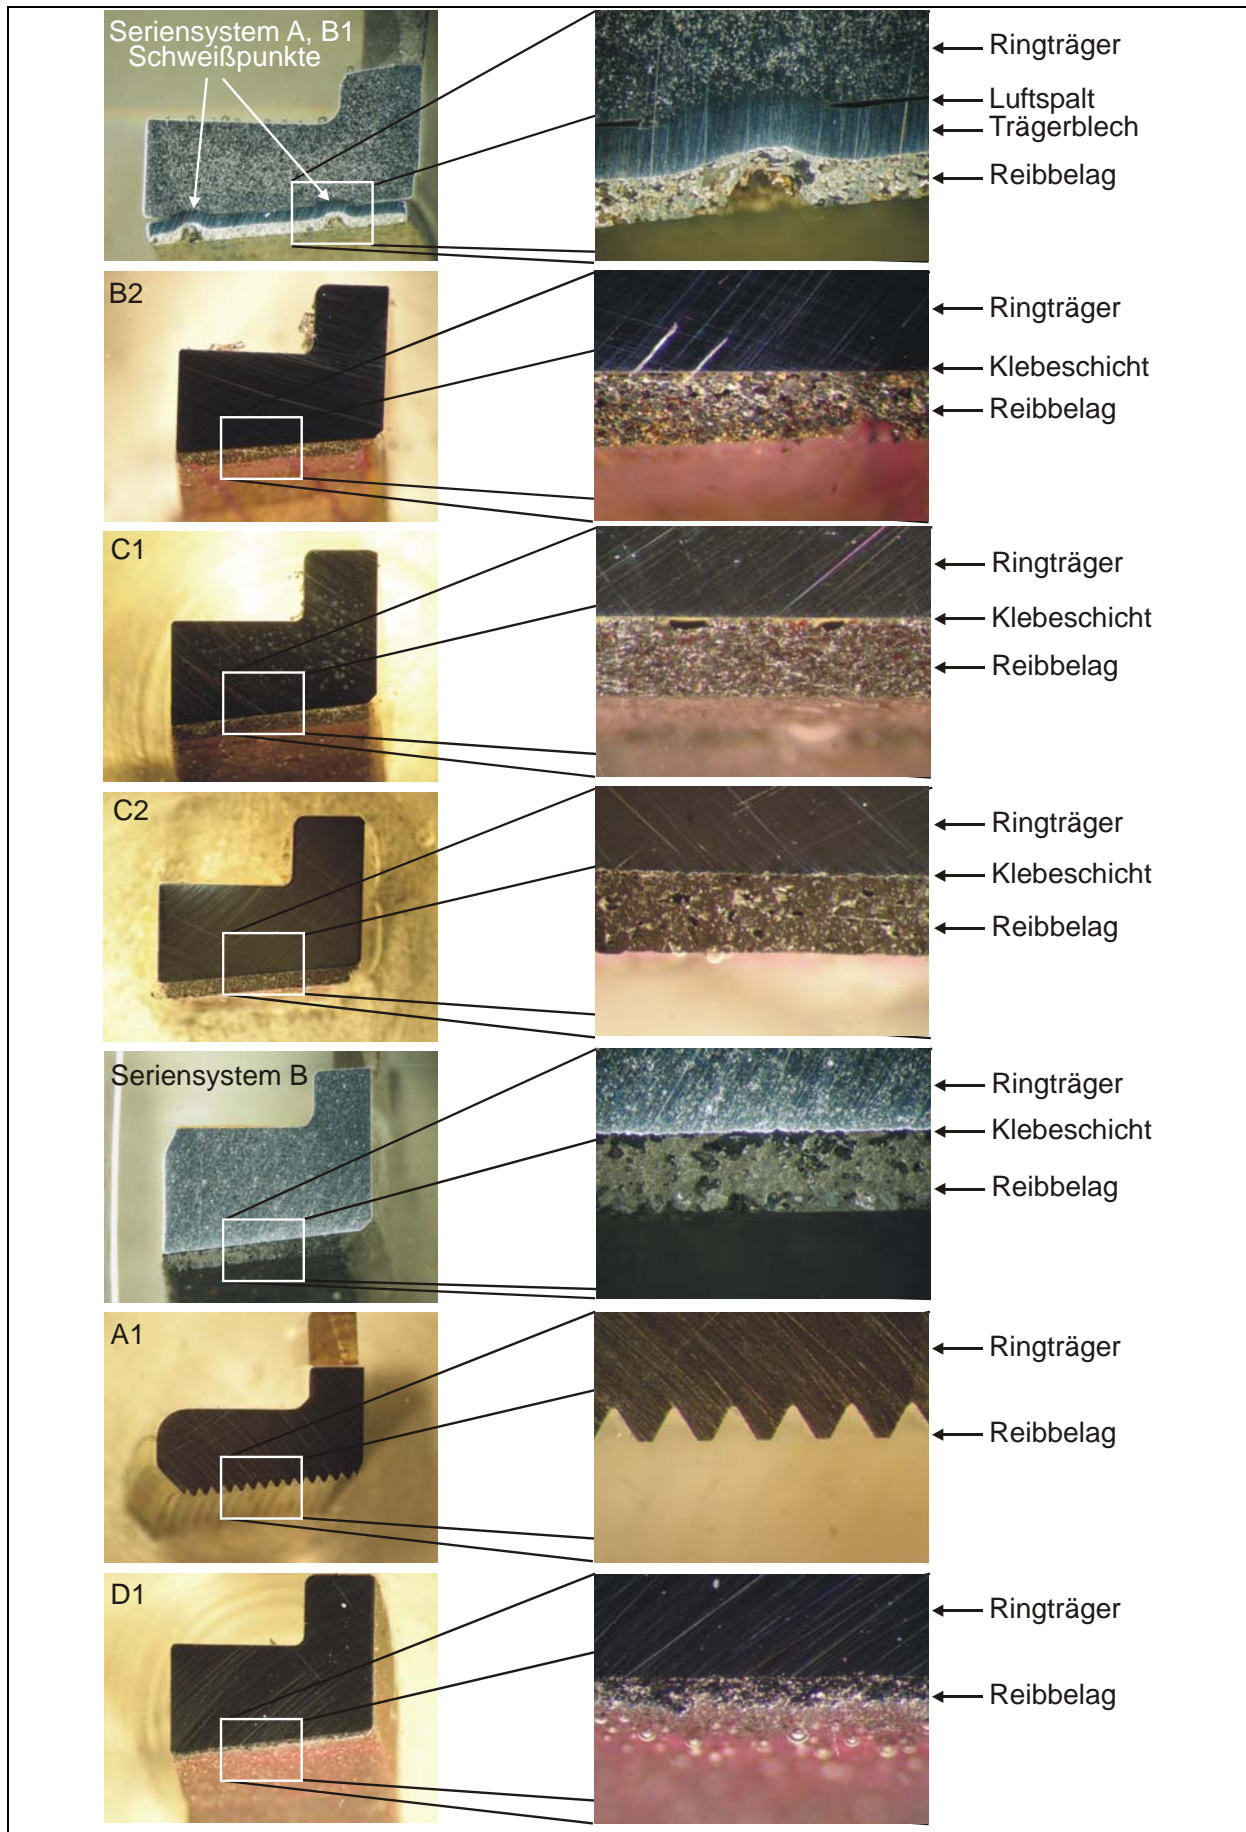 Seriensystem A, B1
Schweißpunkte
Ringträger
Luftspalt
Trägerblech
Reibbelag
B2
Ringträger
Klebeschicht
Reibbelag
C1
Ringträger
Klebeschicht
Reibbelag
C2
Ringträger
Klebeschicht
Reibbelag
Seriensystem B
Ringträger
Klebeschicht
Reibbelag
A1
Ringträger
Reibbelag
D1
Ringträger
Reibbelag